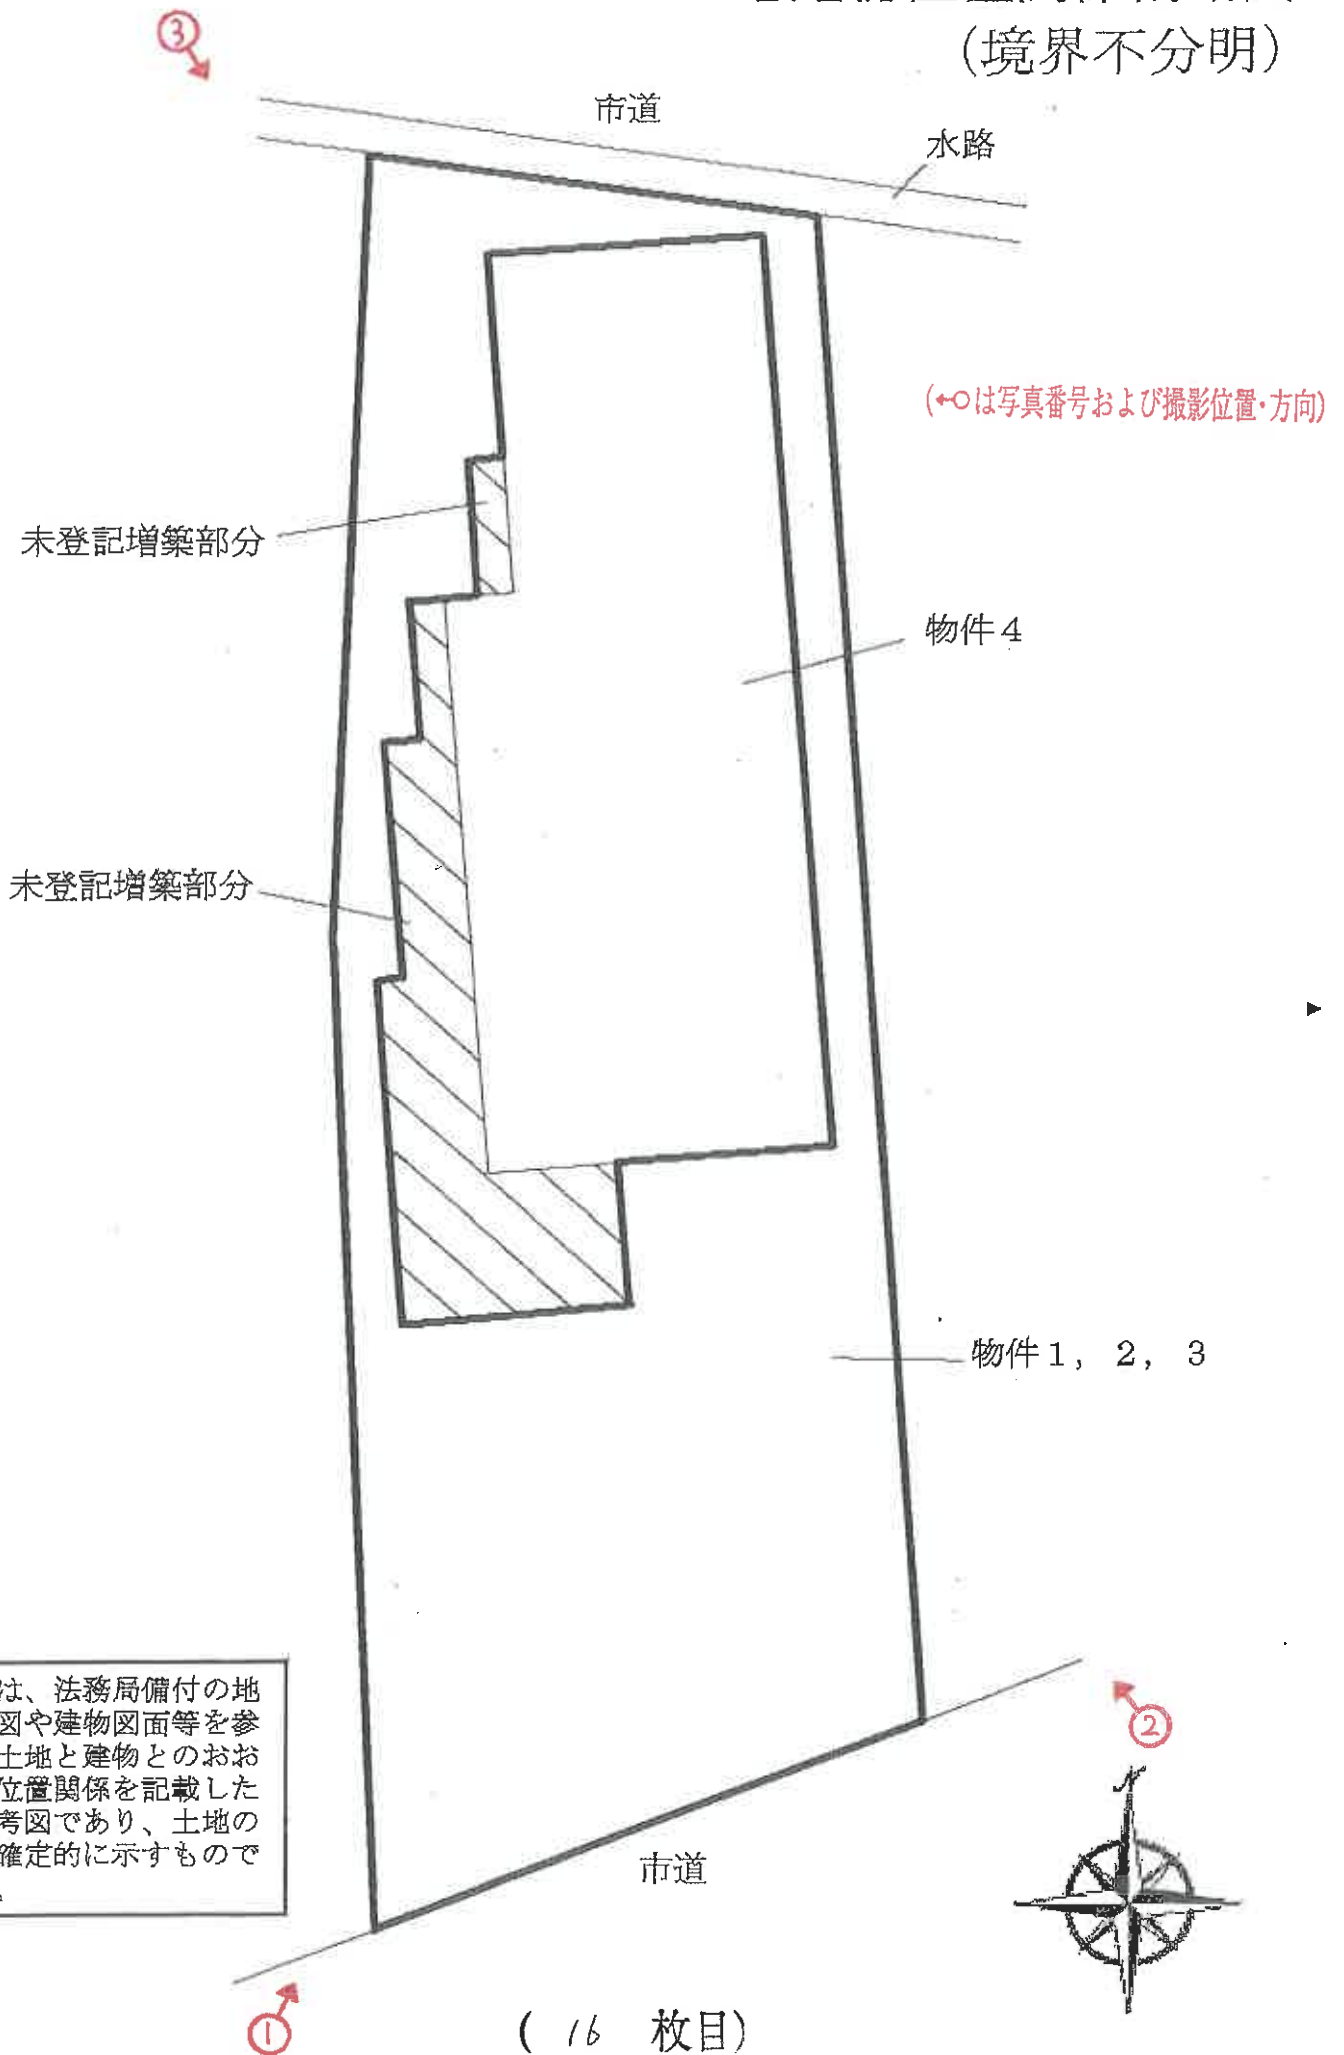 (境界不分明)
③
市道
水路
(←○は写真番号および撮影位置・方向)
未登記増築部分
物件4
未登記増築部分
物件1, 2, 3
は、法務局備付の地
図や建物図面等を参
土地と建物とのおお
位置関係を記載した
考図であり、土地の
確定的に示すもので
②
N
市道
①
( 16 枚目)